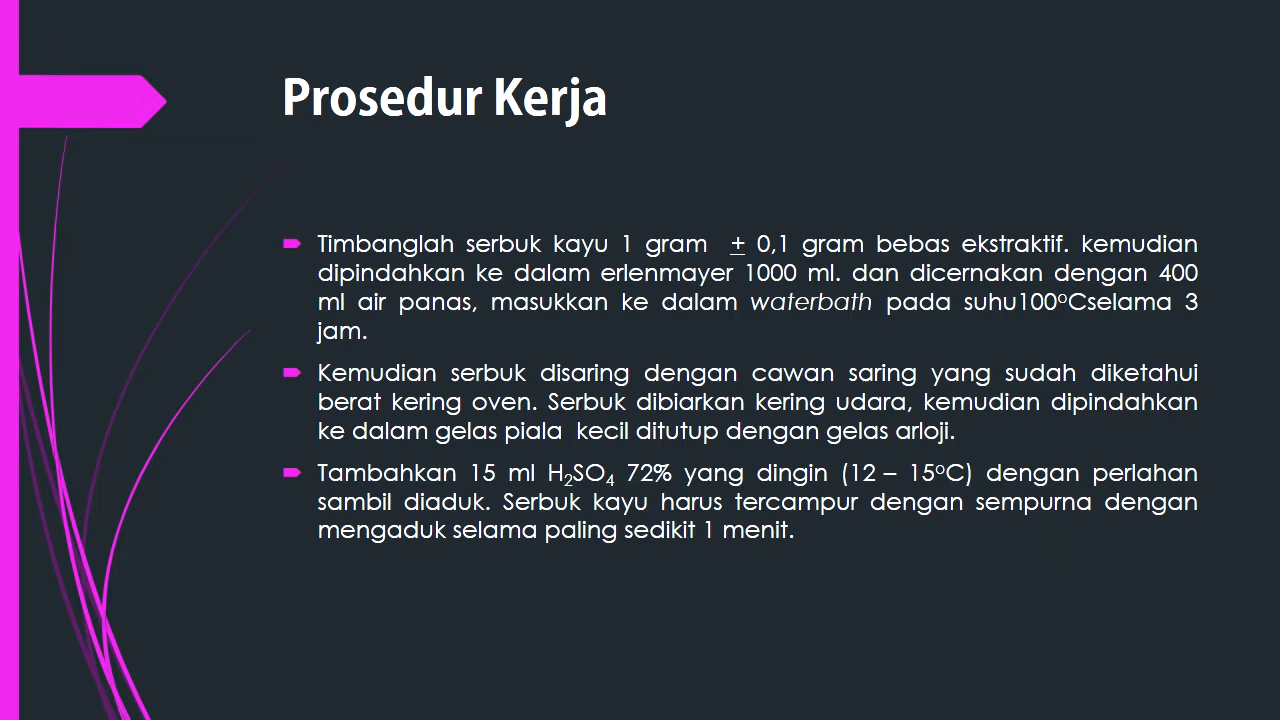 Prosedur Kerja
Timbanglah serbuk kayu 1 gram ± 0,1 gram bebas ekstraktif. kemudian
dipindahkan ke dalam erlenmayer 1000 ml. dan dicernakan dengan 400
ml air panas, masukkan ke dalam waterbath pada suhu100⁰Cselama 3
jam.
Kemudian serbuk disaring dengan cawan saring yang sudah diketahui
berat kering oven. Serbuk dibiarkan kering udara, kemudian dipindahkan
ke dalam gelas piala kecil ditutup dengan gelas arloji.
Tambahkan 15 ml H₂SO₄ 72% yang dingin (12 – 15⁰C) dengan perlahan
sambil diaduk. Serbuk kayu harus tercampur dengan sempurna dengan
mengaduk selama paling sedikit 1 menit.